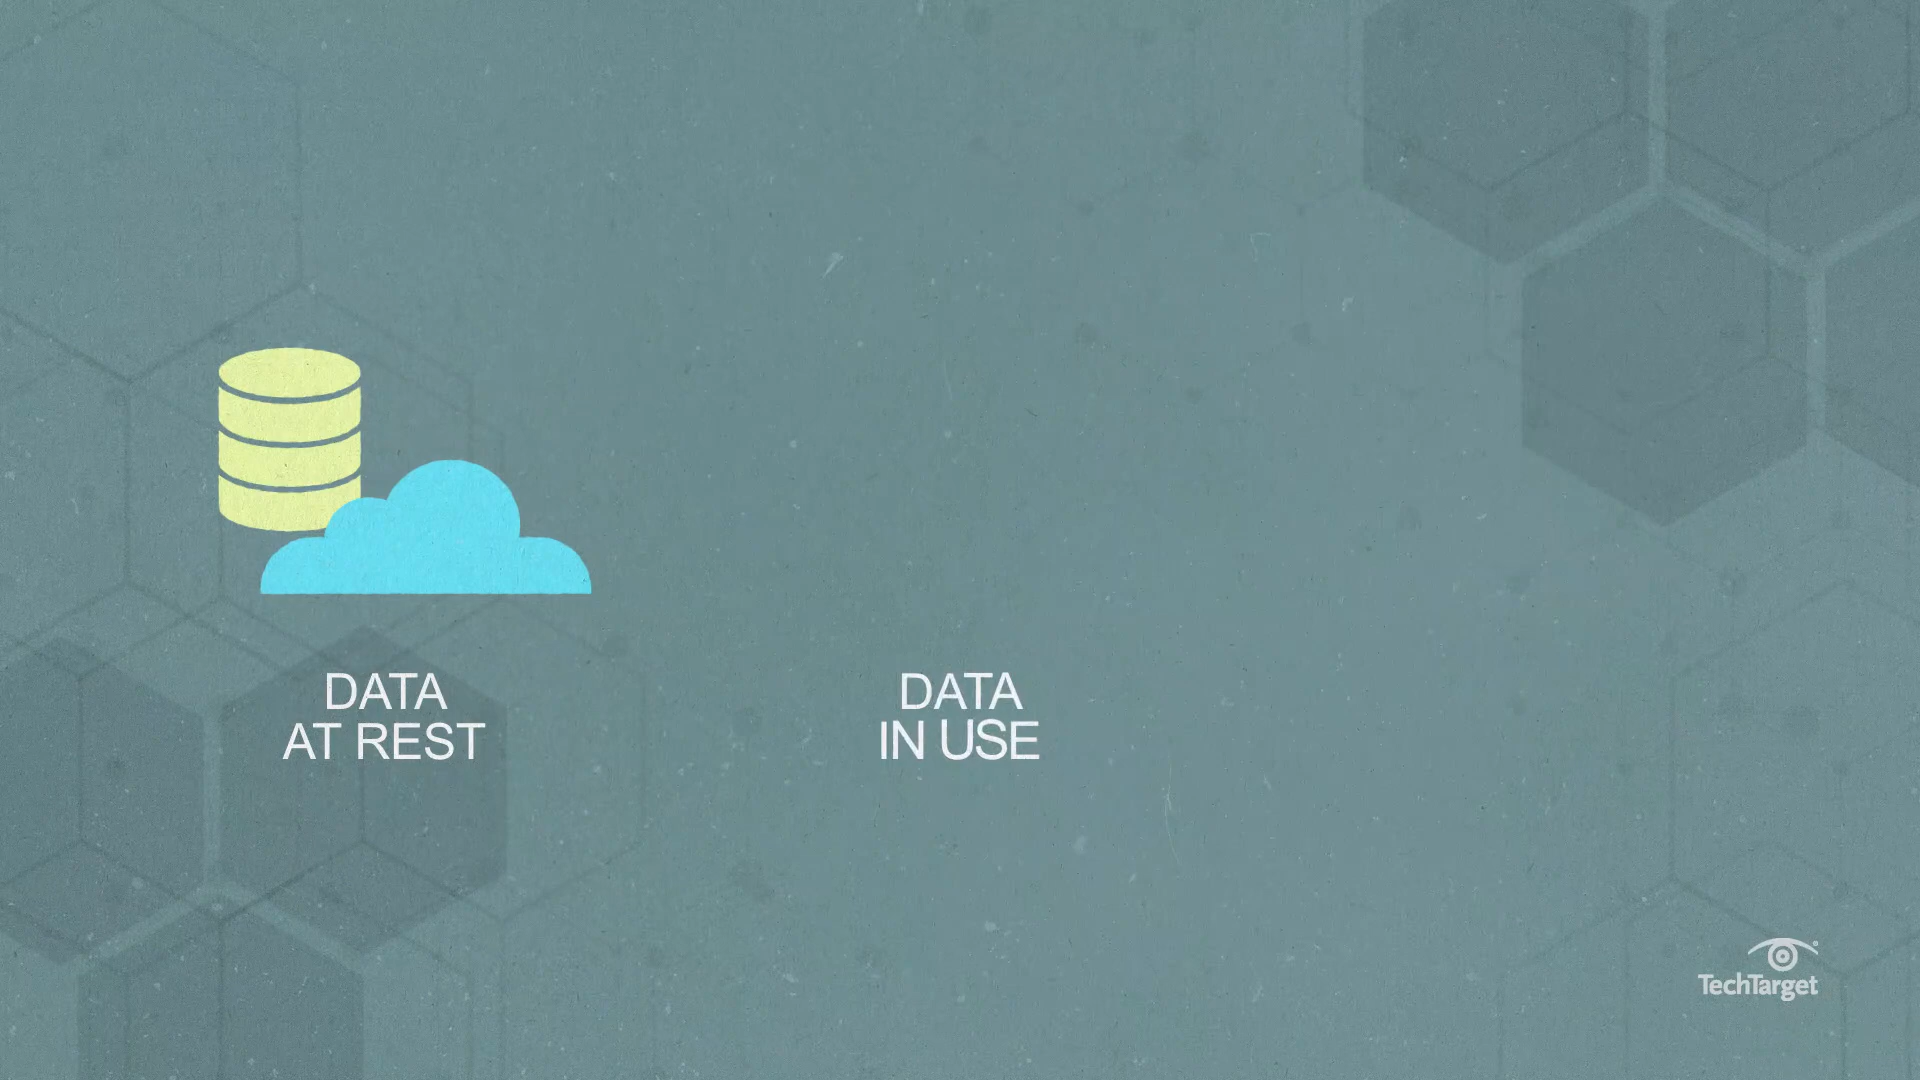 DATA
AT REST
DATA
IN USE
TechTarget